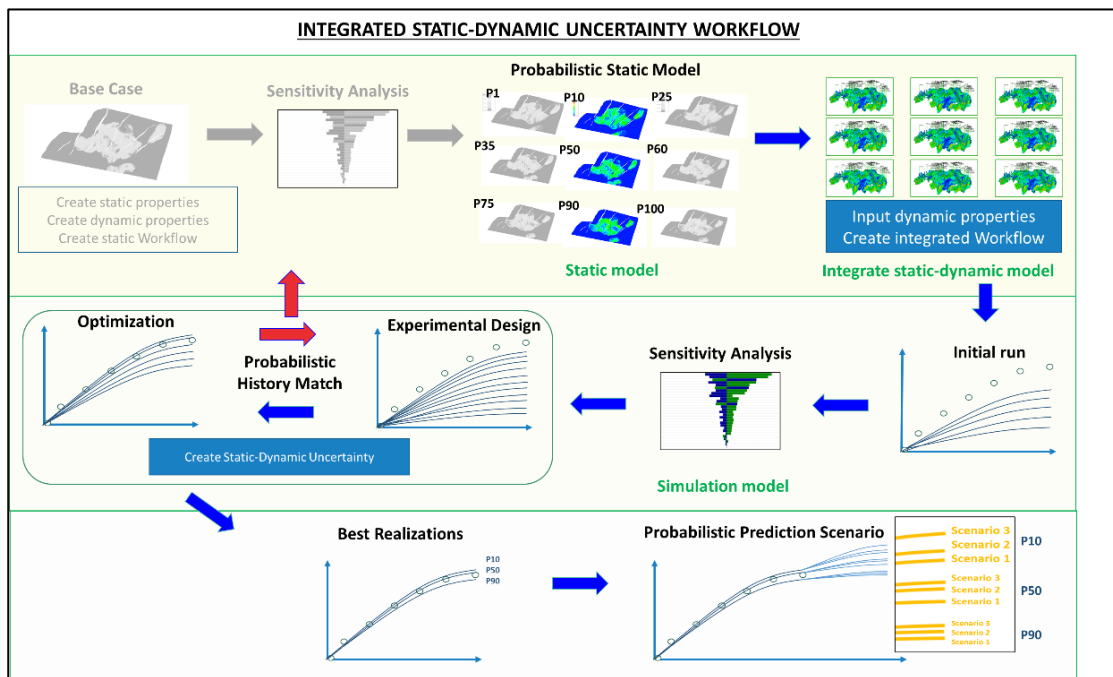 INTEGRATED STATIC-DYNAMIC UNCERTAINTY WORKFLOW
Base Case
Sensitivity Analysis
Probabilistic Static Model
P1
P10
P25
P35
P50
P60
P75
P90
P100
Create static properties
Create dynamic properties
Create static Workflow
Static model
Input dynamic properties
Create integrated Workflow
Integrate static-dynamic model
Optimization
Probabilistic
History Match
Experimental Design
Create Static-Dynamic Uncertainty
Sensitivity Analysis
Simulation model
Initial run
Best Realizations
P10
P50
P90
Probabilistic Prediction Scenario
Scenario 3
Scenario 2
Scenario 1
P10
Scenario 3
Scenario 2
Scenario 1
P50
Scenario 3
Scenario 2
Scenario 1
P90